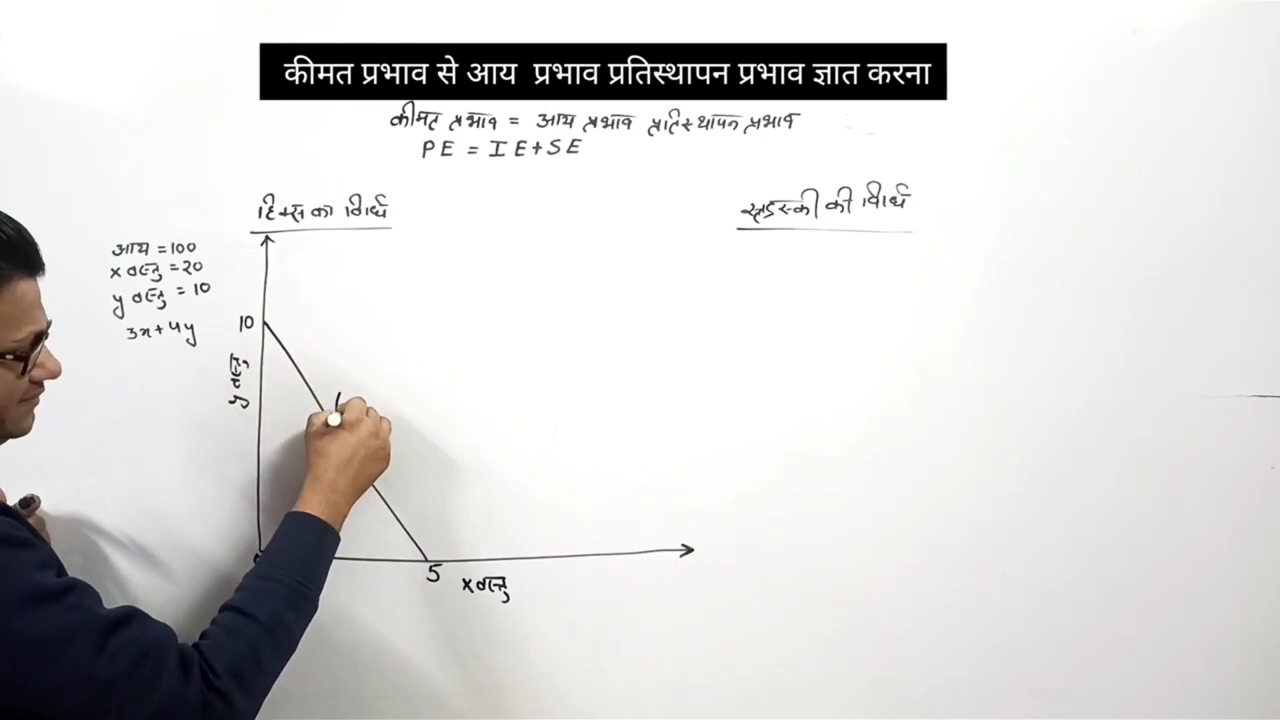 कीमत प्रभाव से आय प्रभाव प्रतिस्थापन प्रभाव ज्ञात करना
कीमत प्रभाव = आय प्रभाव प्रतिस्थापन प्रभाव
PE = IE+SE
हिक्स का विधि
स्लट्स्की की विधि
आय =100
x वस्तु =20
y वस्तु = 10
3x+4y
10
y वस्तु
5
x वस्तु